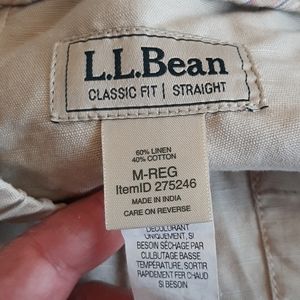 L.L.Bean
CLASSIC FIT | STRAIGHT
60% LINEN
40% COTTON
M-REG
ItemID 275246
MADE IN INDIA
CARE ON REVERSE
DÉCOLORANT
UNIQUEMENT, SI
BESOIN SÉCHAGE PAR
CULBUTAGE BASSE
TEMPÉRATURE, SORTIR
RAPIDEMENT FER CHAUD
SI BESOIN